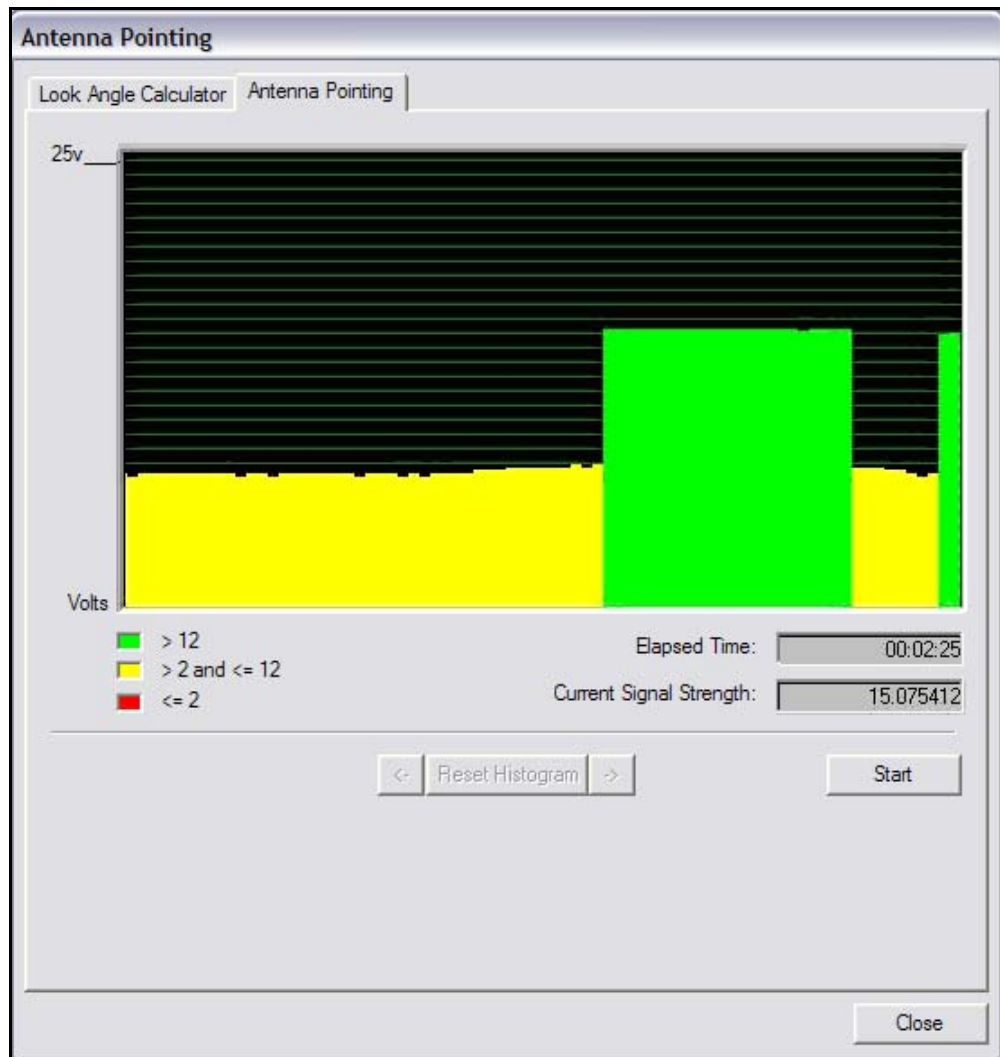 Antenna Pointing
Look Angle Calculator
Antenna Pointing
25v
Volts
> 12
> 2 and <= 12
<= 2
Elapsed Time:
00:02:25
Current Signal Strength:
15.075412
<-
Reset Histogram
->
Start
Close